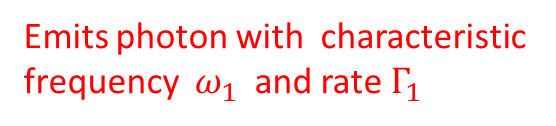 Emits photon with characteristic
frequency ω₁ and rate Γ₁